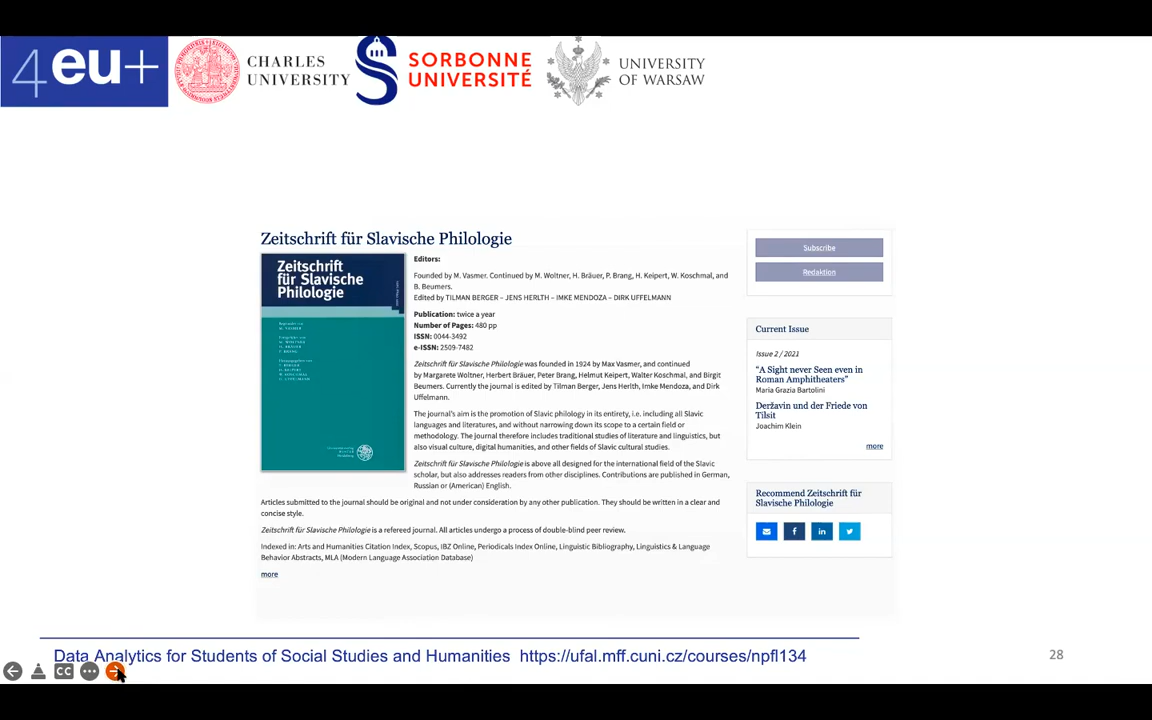 4eu+
CHARLES
UNIVERSITY
SORBONNE
UNIVERSITÉ
UNIVERSITY
OF WARSAW
Zeitschrift für Slavische Philologie
Zeitschrift
für Slavische
Philologie
Editors:
Founded by M. Vasmer. Continued by M. Woltner, H. Bräuer, P. Brang, H. Keipert, W. Koschmal, and
B. Beumers.
Edited by TILMAN BERGER – JENS HERLTH – IMKE MENDOZA – DIRK UFFELMANN
Publication: twice a year
Number of Pages: 480 pp
ISSN: 0044-3492
e-ISSN: 2509-7482
Zeitschrift für Slavische Philologie was founded in 1924 by Max Vasmer, and continued
by Margarete Woltner, Herbert Bräuer, Peter Brang, Helmut Keipert, Walter Koschmal, and Birgit
Beumers. Currently the journal is edited by Tilman Berger, Jens Herlth, Imke Mendoza, and Dirk
Uffelmann.
The journal's aim is the promotion of Slavic philology in its entirety, i.e. including all Slavic
languages and literatures, and without narrowing down its scope to a certain field or
methodology. The journal therefore includes traditional studies of literature and linguistics, but
also visual culture, digital humanities, and other fields of Slavic cultural studies.
Zeitschrift für Slavische Philologie is above all designed for the international field of the Slavic
scholar, but also addresses readers from other disciplines. Contributions are published in German,
Russian or (American) English.
Articles submitted to the journal should be original and not under consideration by any other publication. They should be written in a clear and
concise style.
Zeitschrift für Slavische Philologie is a refereed journal. All articles undergo a process of double-blind peer review.
Indexed in: Arts and Humanities Citation Index, Scopus, IBZ Online, Periodicals Index Online, Linguistic Bibliography, Linguistics & Language
Behavior Abstracts, MLA (Modern Language Association Database)
more
Subscribe
Redaktion
Current Issue
Issue 2 / 2021
"A Sight never Seen even in
Roman Amphitheaters"
Maria Grazia Bartolini
Deržavin und der Friede von
Tilsit
Joachim Klein
more
Recommend Zeitschrift für
Slavische Philologie
Data Analytics for Students of Social Studies and Humanities https://ufal.mff.cuni.cz/courses/npfl134
28
CC